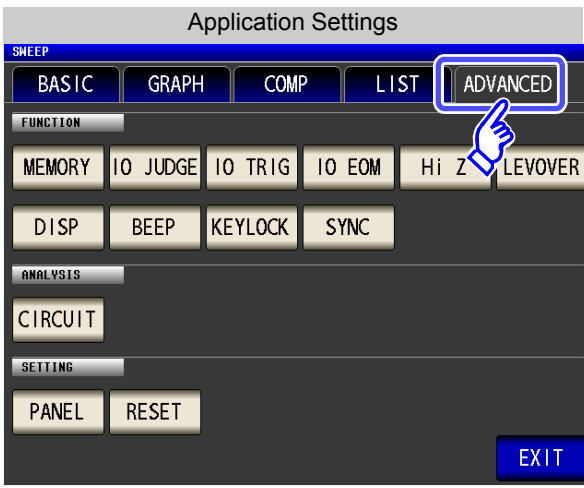 Application Settings
SWEEP
BASIC GRAPH COMP LIST ADVANCED
FUNCTION
MEMORY IO JUDGE IO TRIG IO EOM Hi Z LEVOVER
DISP BEEP KEYLOCK SYNC
ANALYSIS
CIRCUIT
SETTING
PANEL RESET
EXIT